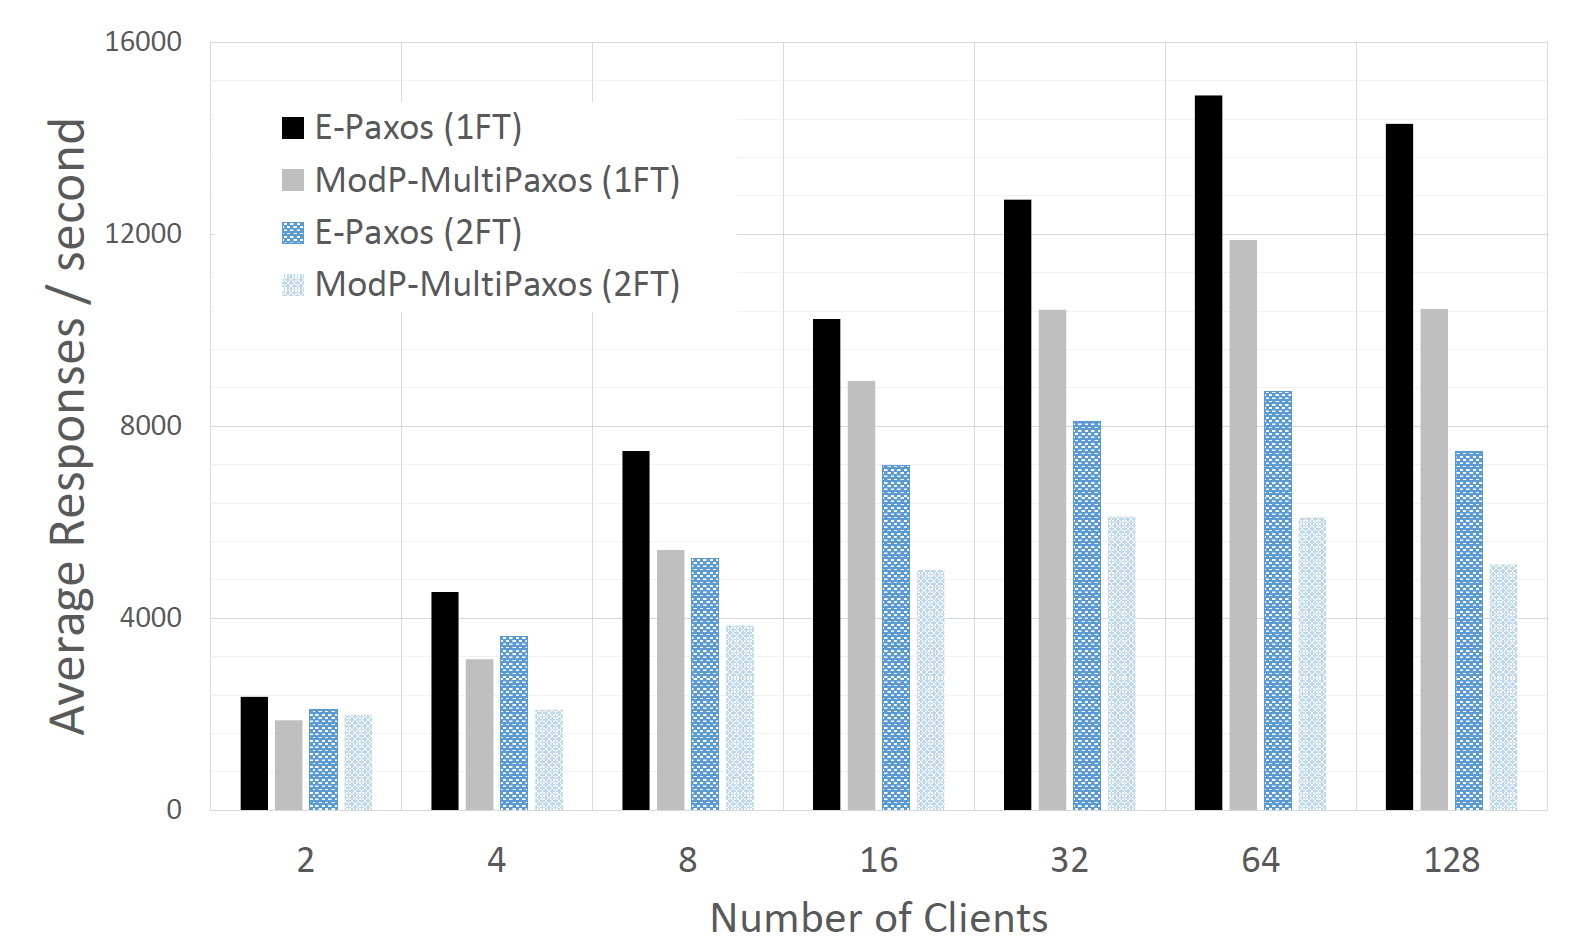 Average Responses / second
16000
12000
8000
4000
0
E-Paxos (1FT)
ModP-MultiPaxos (1FT)
E-Paxos (2FT)
ModP-MultiPaxos (2FT)
2 4 8 16 32 64 128
Number of Clients